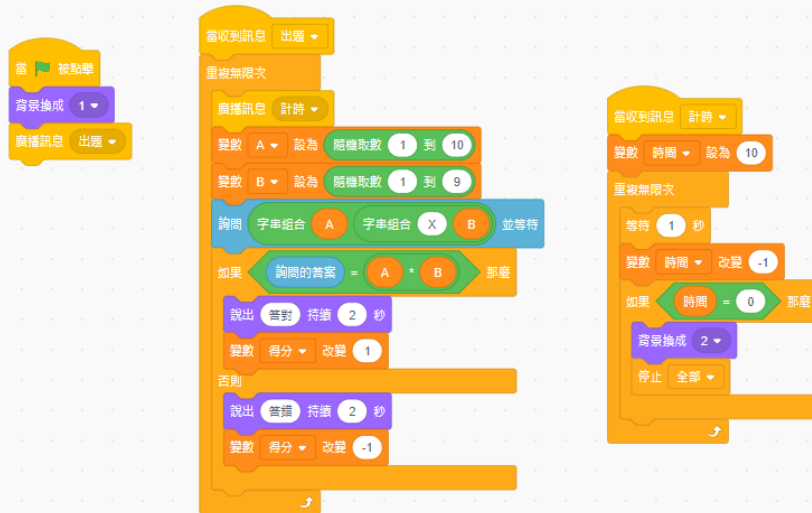 當 被點擊
背景換成 1
廣播訊息 出題
當收到訊息 出題
重複無限次
廣播訊息 計時
變數 A 設為 隨機取數 1 到 10
變數 B 設為 隨機取數 1 到 9
詢問 字串組合 A 字串組合 X B 並等待
如果 詢問的答案 = A * B 那麼
說出 答對 持續 2 秒
變數 得分 改變 1
否則
說出 答錯 持續 2 秒
變數 得分 改變 -1
當收到訊息 計時
變數 時間 設為 10
重複無限次
等待 1 秒
變數 時間 改變 -1
如果 時間 = 0 那麼
背景換成 2
停止 全部